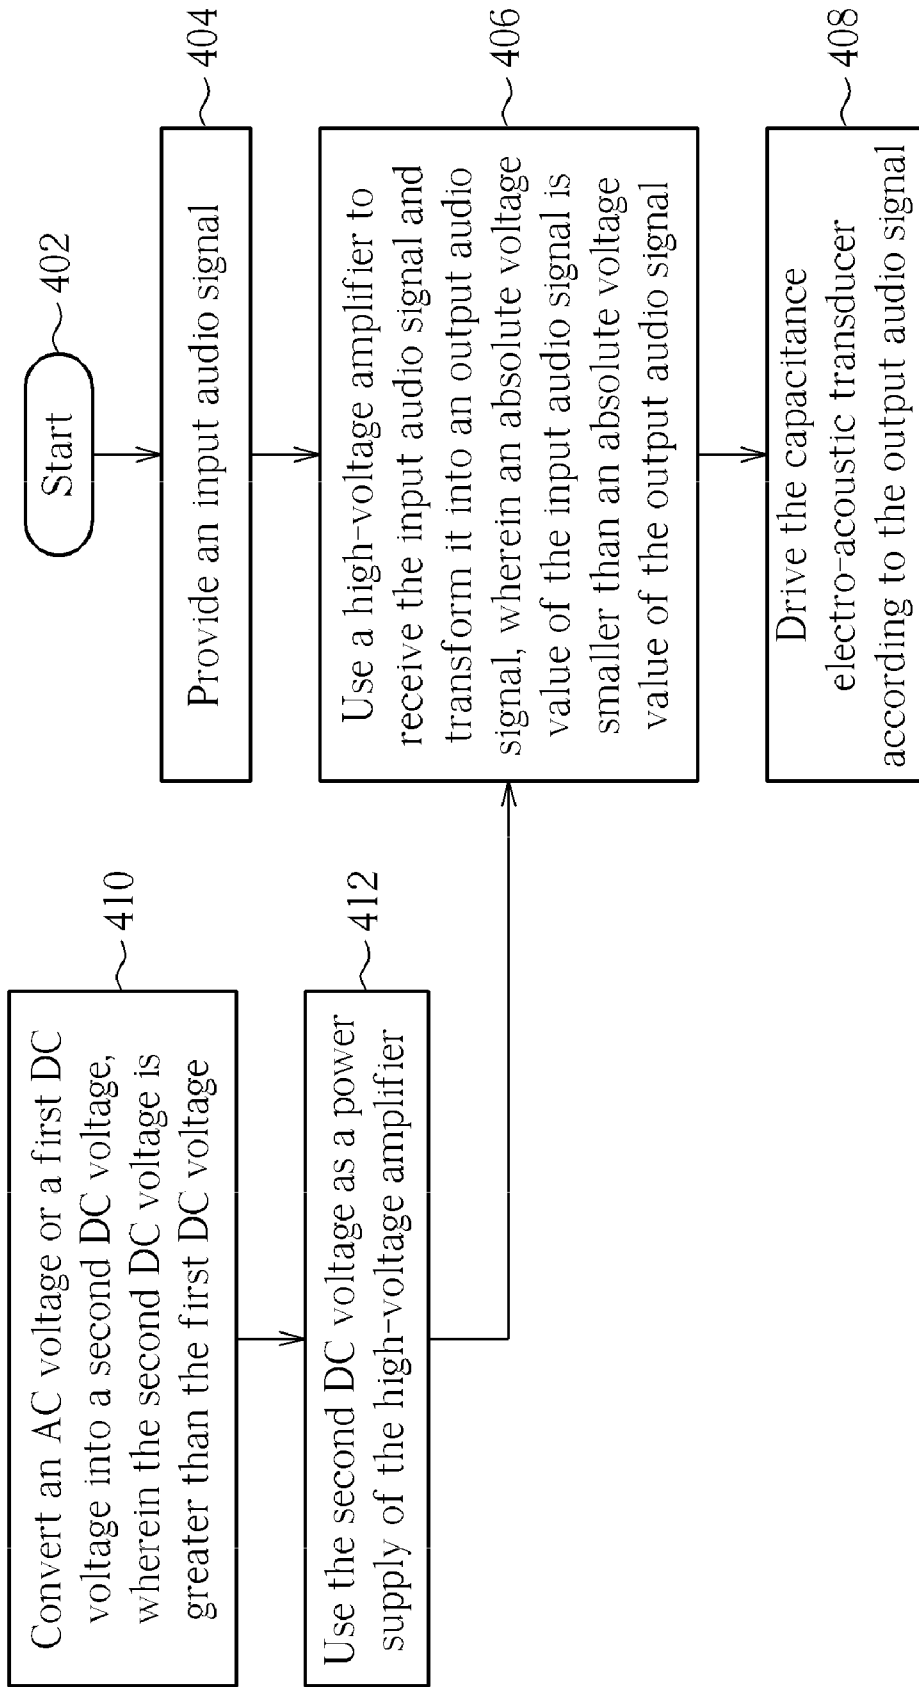 Start
402
Provide an input audio signal
404
Use a high-voltage amplifier to
receive the input audio signal and
transform it into an output audio
signal, wherein an absolute voltage
value of the input audio signal is
smaller than an absolute voltage
value of the output audio signal
406
Drive the capacitance
electro-acoustic transducer
according to the output audio signal
408
Convert an AC voltage or a first DC
voltage into a second DC voltage,
wherein the second DC voltage is
greater than the first DC voltage
410
Use the second DC voltage as a power
supply of the high-voltage amplifier
412